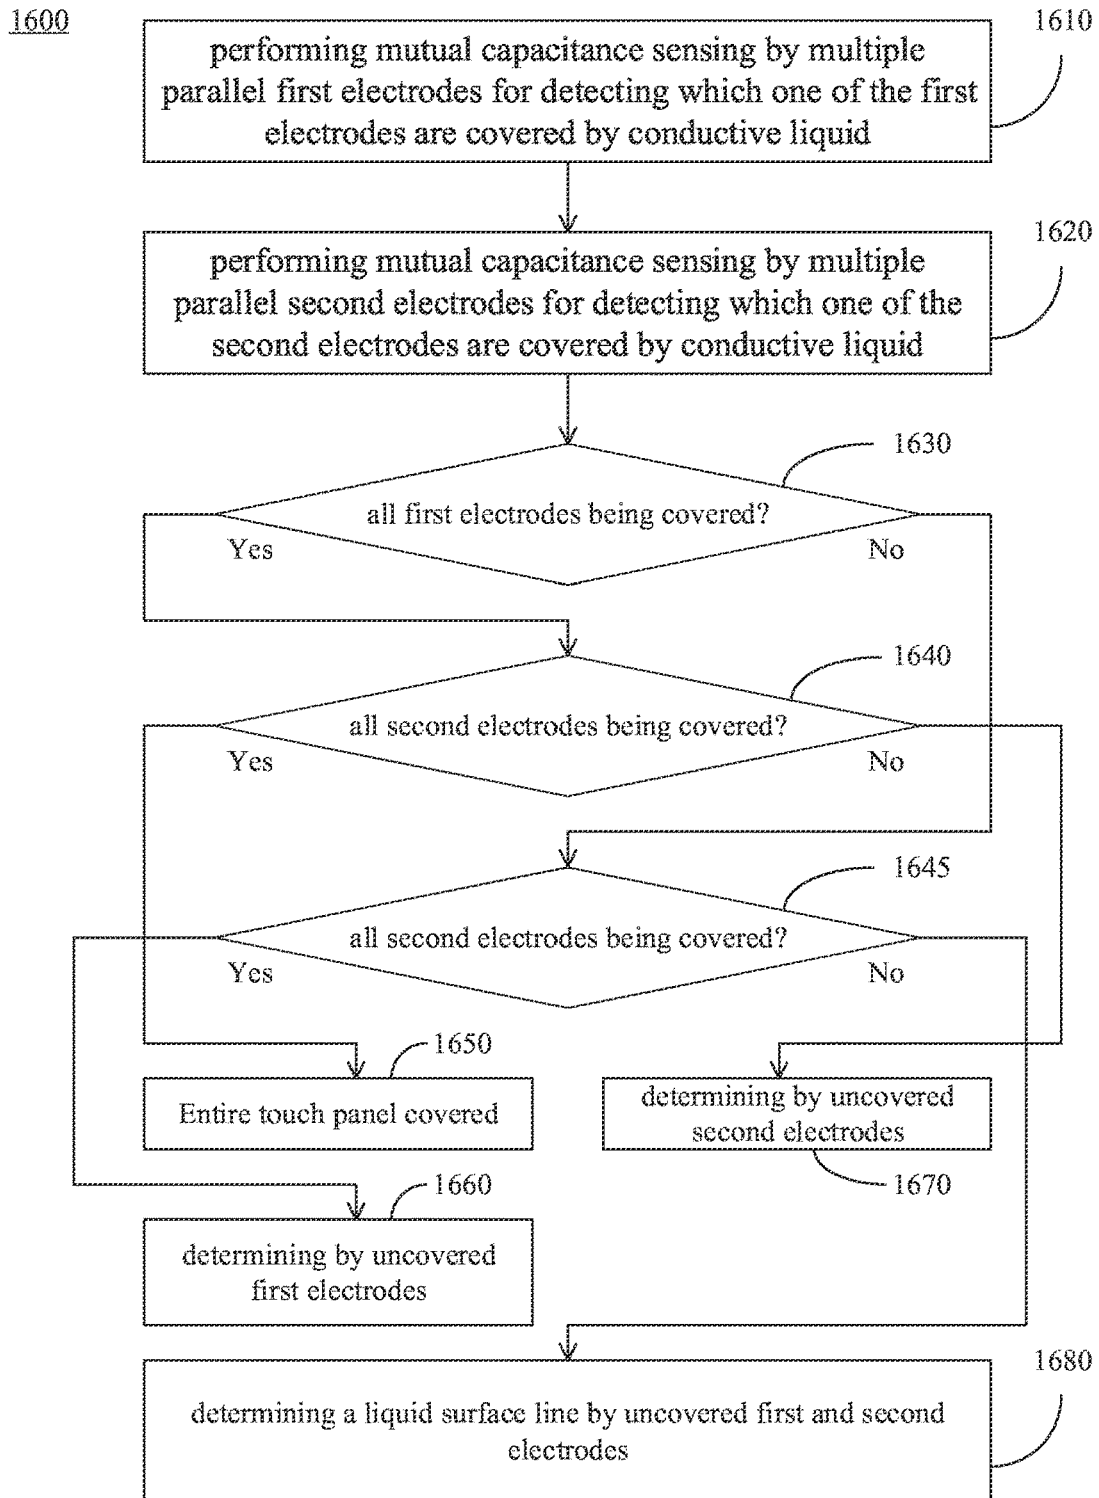 1600
1610
performing mutual capacitance sensing by multiple
parallel first electrodes for detecting which one of the first
electrodes are covered by conductive liquid
1620
performing mutual capacitance sensing by multiple
parallel second electrodes for detecting which one of the
second electrodes are covered by conductive liquid
1630
all first electrodes being covered?
Yes
No
1640
all second electrodes being covered?
Yes
No
1645
all second electrodes being covered?
Yes
No
1650
Entire touch panel covered
determining by uncovered
second electrodes
1670
1660
determining by uncovered
first electrodes
1680
determining a liquid surface line by uncovered first and second
electrodes